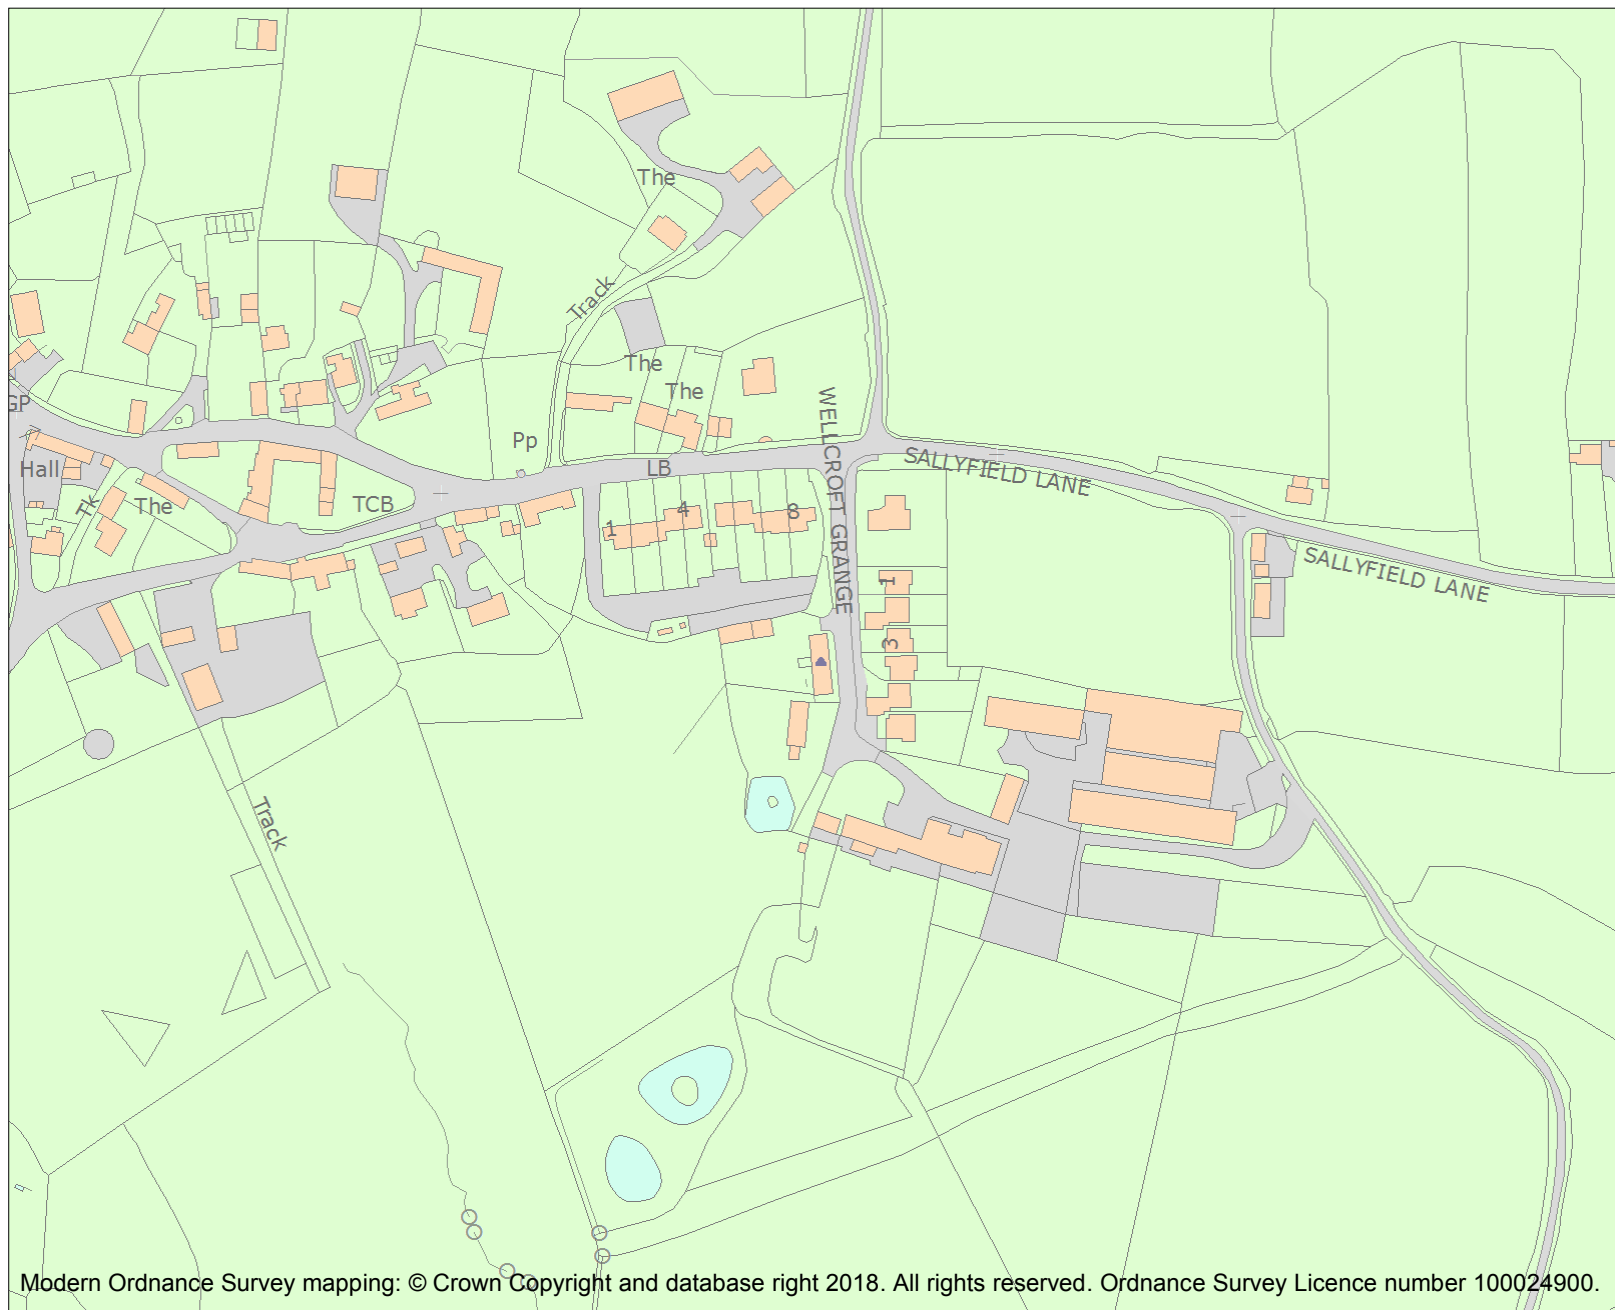 The
Track
The
The
GP
WELLCROFT GRANGE
Pp
SALLYFIELD LANE
Hall
LB
Tk
The
TCB
4
8
1
SALLYFIELD LANE
1
3
Track
Modern Ordnance Survey mapping: © Crown Copyright and database right 2018. All rights reserved. Ordnance Survey Licence number 100024900.